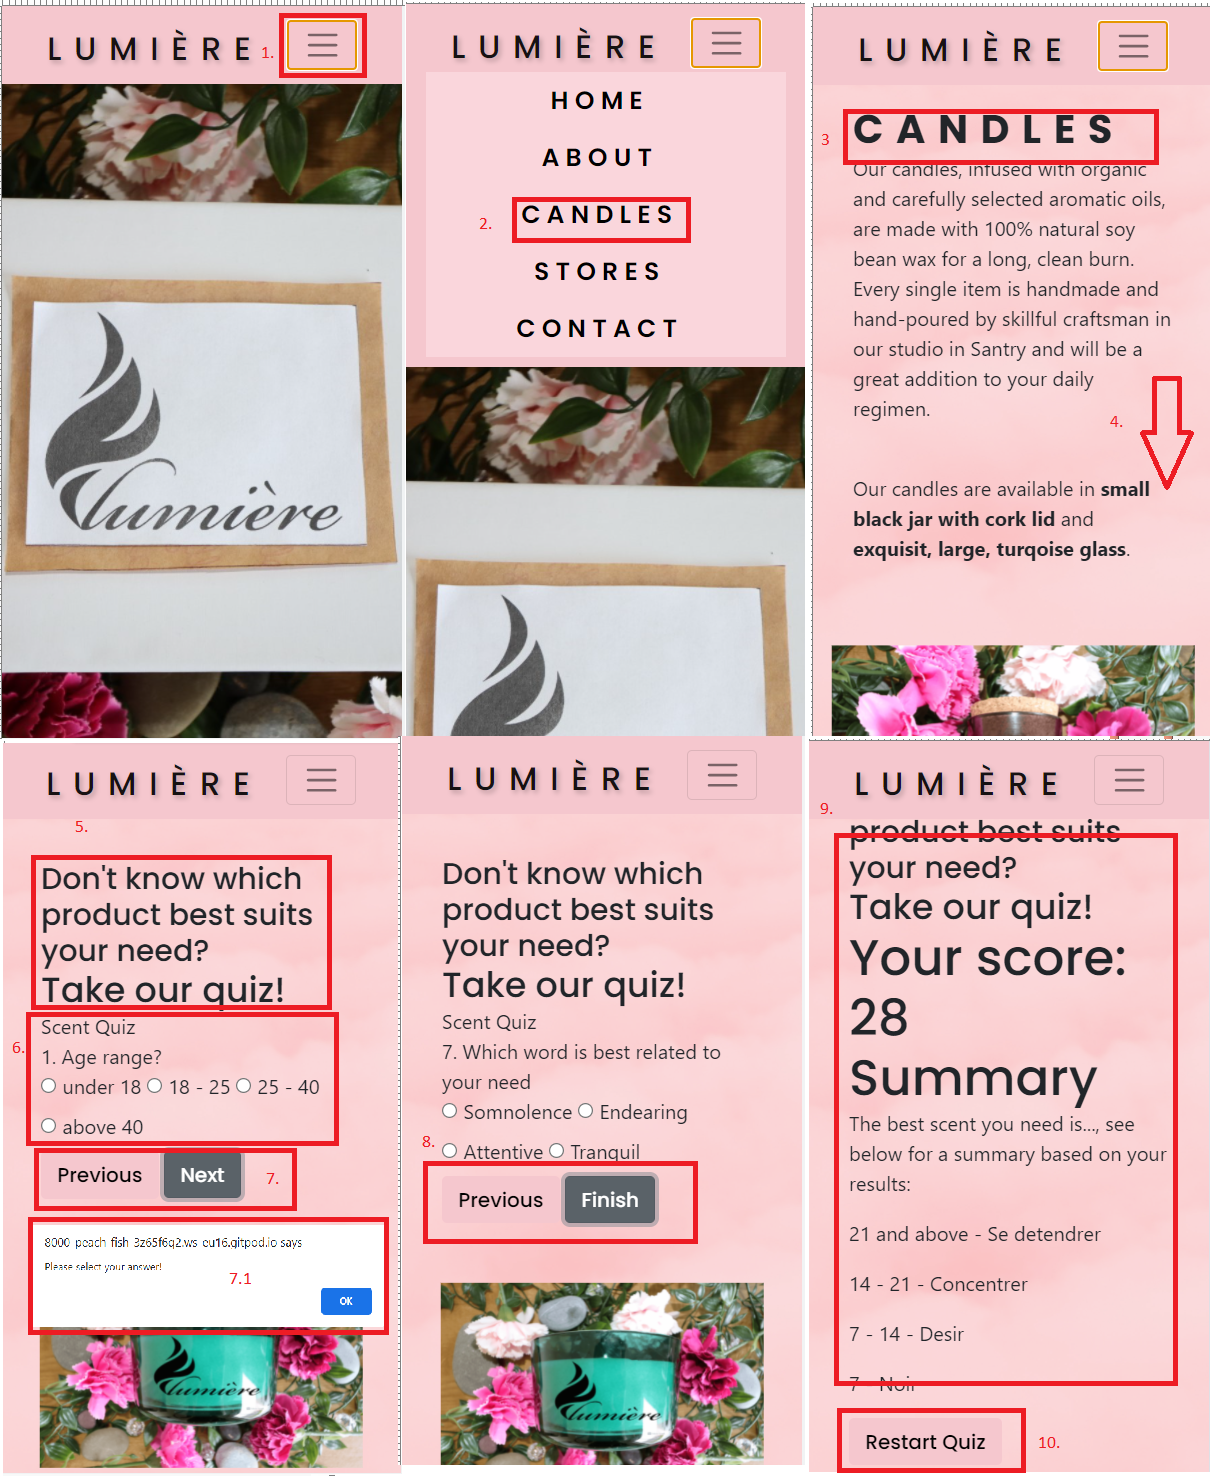 LUMIÈRE
1.
lumière
LUMIÈRE
HOME
ABOUT
2.
CANDLES
STORES
CONTACT
LUMIÈRE
3
CANDLES
Our candles, infused with organic
and carefully selected aromatic oils,
are made with 100% natural soy
bean wax for a long, clean burn.
Every single item is handmade and
hand-poured by skillful craftsman in
our studio in Santry and will be a
great addition to your daily
regimen.
4.
Our candles are available in small
black jar with cork lid and
exquisit, large, turqoise glass.
LUMIÈRE
5.
Don't know which
product best suits
your need?
Take our quiz!
6.
Scent Quiz
1. Age range?
under 18 18 - 25 25 - 40
above 40
Previous Next
7.
8000-peach-fish-3z65f6q2.ws-eu16.gitpod.io says
Please select your answer!
7.1
OK
lumière
LUMIÈRE
Don't know which
product best suits
your need?
Take our quiz!
Scent Quiz
7. Which word is best related to
your need
Somnolence Endearing
8.
Attentive Tranquil
Previous Finish
lumière
LUMIÈRE
9.
product best suits
your need?
Take our quiz!
Your score:
28
Summary
The best scent you need is..., see
below for a summary based on your
results:
21 and above - Se detendrer
14 - 21 - Concentrer
7 - 14 - Desir
7 - Noir
Restart Quiz
10.